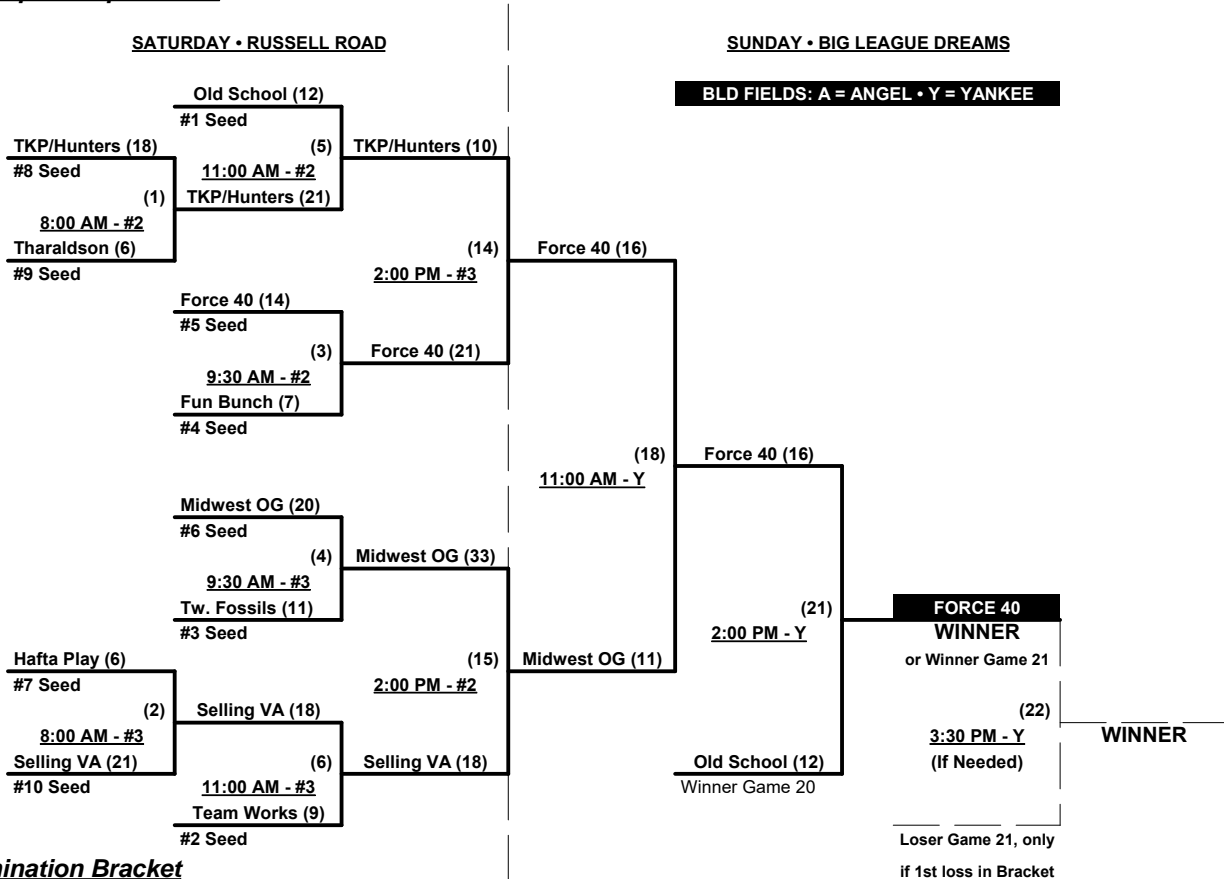 SATURDAY • RUSSELL ROAD
SUNDAY • BIG LEAGUE DREAMS
BLD FIELDS: A = ANGEL • Y = YANKEE
Old School (12)
#1 Seed
TKP/Hunters (18)
#8 Seed
(1)
8:00 AM - #2
Tharaldson (6)
#9 Seed
(5)
11:00 AM - #2
TKP/Hunters (21)
TKP/Hunters (10)
Force 40 (14)
#5 Seed
(3)
9:30 AM - #2
Fun Bunch (7)
#4 Seed
(14)
2:00 PM - #3
Force 40 (21)
Force 40 (16)
Midwest OG (20)
#6 Seed
(4)
9:30 AM - #3
Tw. Fossils (11)
#3 Seed
Midwest OG (33)
Hafta Play (6)
#7 Seed
(2)
8:00 AM - #3
Selling VA (21)
#10 Seed
Selling VA (18)
(6)
11:00 AM - #3
Team Works (9)
#2 Seed
(15)
2:00 PM - #2
Selling VA (18)
Midwest OG (11)
(18)
11:00 AM - Y
Force 40 (16)
(21)
2:00 PM - Y
Old School (12)
Winner Game 20
FORCE 40
WINNER
or Winner Game 21
(22)
3:30 PM - Y
(If Needed)
WINNER
Loser Game 21, only
if 1st loss in Bracket
mination Bracket